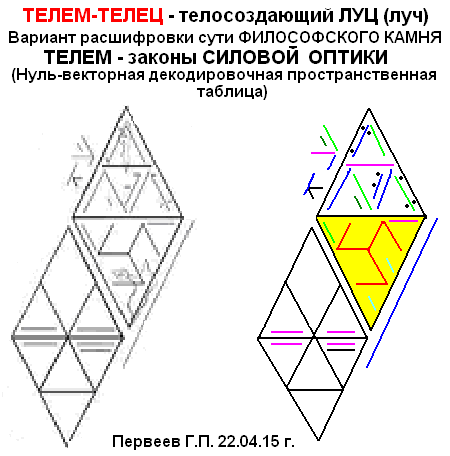 ТЕЛЕМ-ТЕЛЕЦ - телосоздающий ЛУЦ (луч)
Вариант расшифровки сути ФИЛОСОФСКОГО КАМНЯ
ТЕЛЕМ - законы СИЛОВОЙ ОПТИКИ
(Нуль-векторная декодировочная пространственная
таблица)
Первеев Г.П. 22.04.15 г.